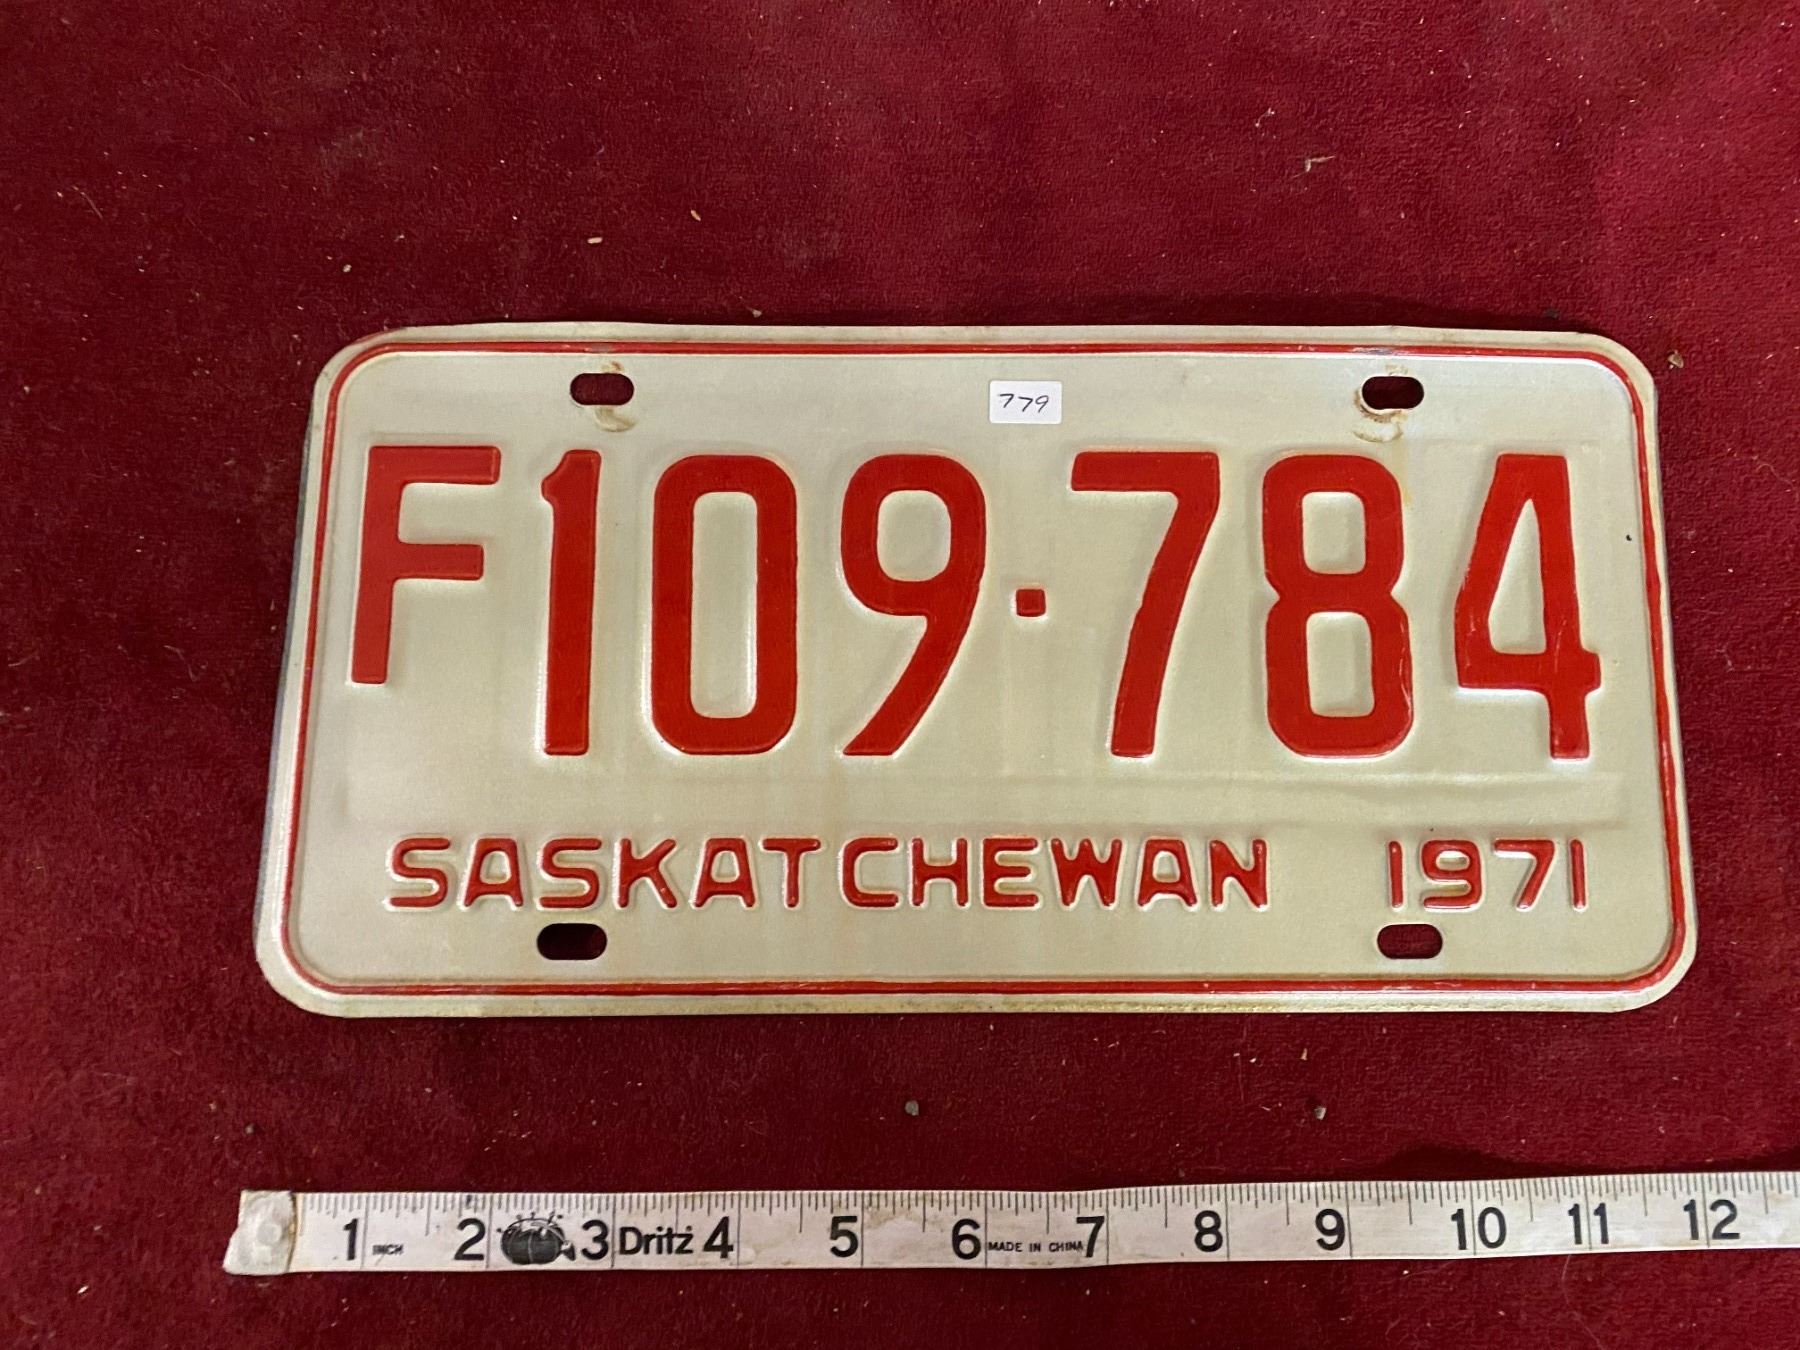 779
F109·784
SASKATCHEWAN 1971
1 INCH 2 3 Dritz 4 5 6 MADE IN CHINA 7 8 9 10 11 12